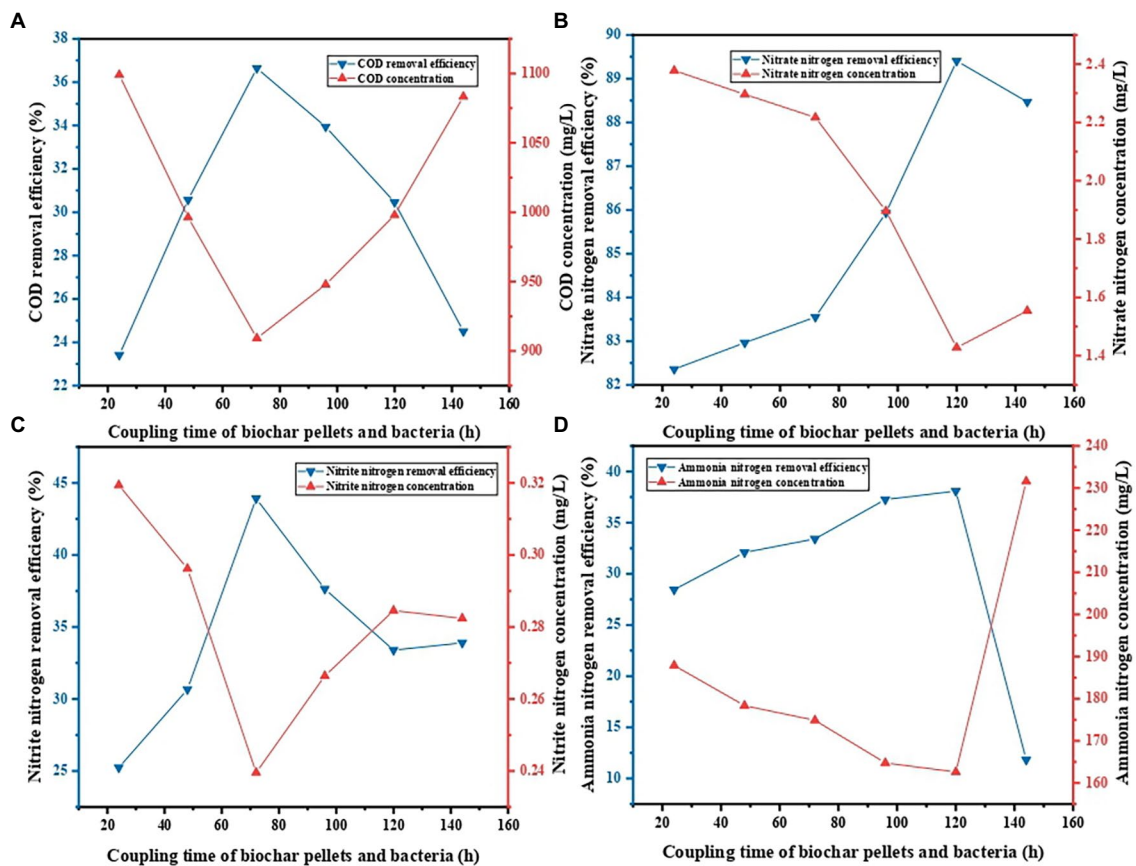 A
COD removal efficiency (%)
38
36
34
32
30
28
26
24
22
COD removal efficiency
COD concentration
1100
1050
1000
950
900
COD concentration (mg/L)
20 40 60 80 100 120 140 160
Coupling time of biochar pellets and bacteria (h)
B
Nitrate nitrogen removal efficiency (%)
90
89
88
87
86
85
84
83
82
Nitrate nitrogen removal efficiency
Nitrate nitrogen concentration
2.4
2.2
2.0
1.8
1.6
1.4
Nitrate nitrogen concentration (mg/L)
20 40 60 80 100 120 140 160
Coupling time of biochar pellets and bacteria (h)
C
Nitrite nitrogen removal efficiency (%)
45
40
35
30
25
Nitrite nitrogen removal efficiency
Nitrite nitrogen concentration
0.32
0.30
0.28
0.26
0.24
Nitrite nitrogen concentration (mg/L)
20 40 60 80 100 120 140 160
Coupling time of biochar pellets and bacteria (h)
D
Ammonia nitrogen removal efficiency (%)
40
35
30
25
20
15
10
Ammonia nitrogen removal efficiency
Ammonia nitrogen concentration
240
230
220
210
200
190
180
170
160
Ammonia nitrogen concentration (mg/L)
20 40 60 80 100 120 140 160
Coupling time of biochar pellets and bacteria (h)